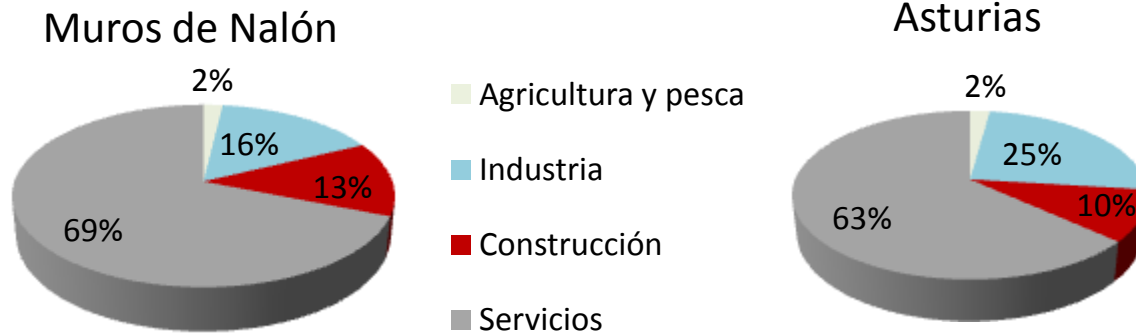 Muros de Nalón
2%
16%
13%
69%
Agricultura y pesca
Industria
Construcción
Servicios
Asturias
2%
25%
10%
63%